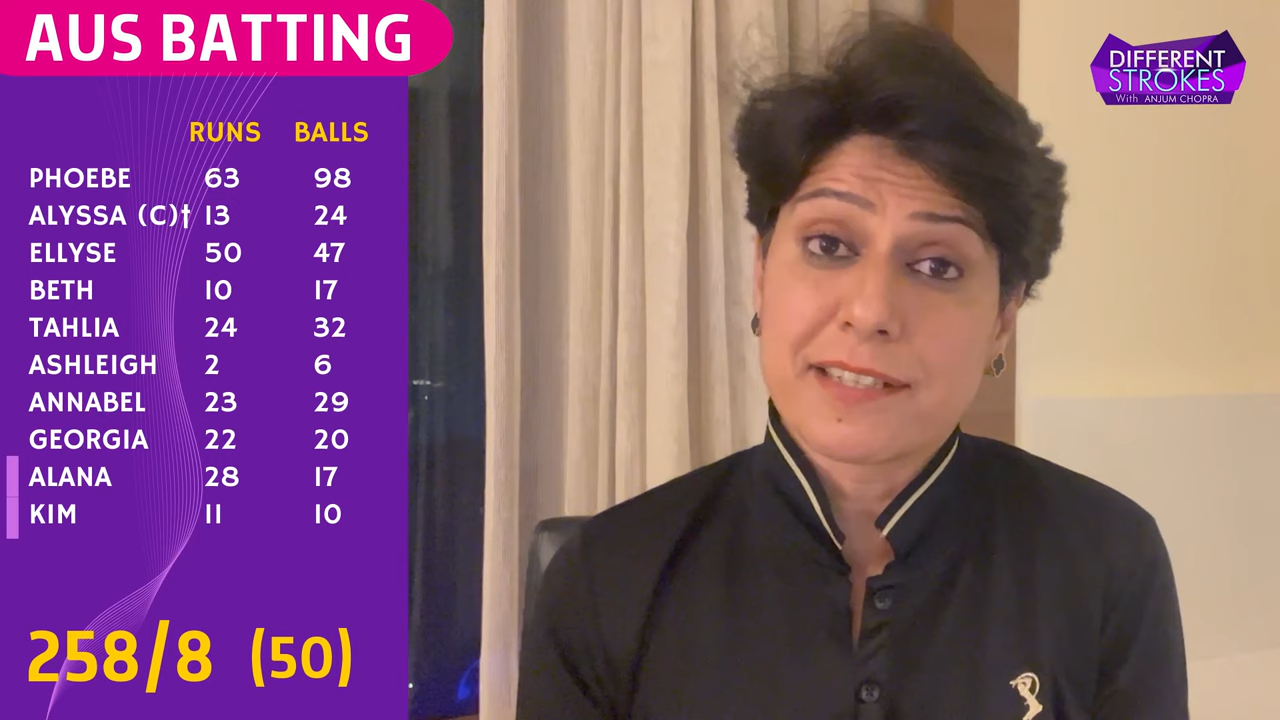 AUS BATTING
RUNS BALLS
PHOEBE 63 98
ALYSSA (C)† 13 24
ELLYSE 50 47
BETH 10 17
TAHLIA 24 32
ASHLEIGH 2 6
ANNABEL 23 29
GEORGIA 22 20
ALANA 28 17
KIM 11 10
258/8 (50)
DIFFERENT
STROKES
With ANJUM CHOPRA